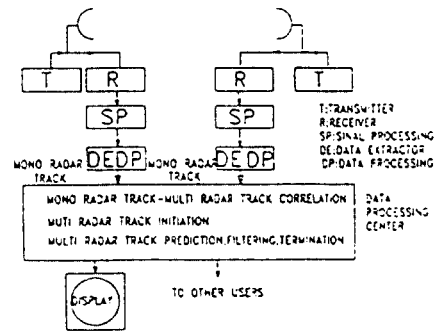 T R R T
SP SP
T:TRANSMITTER
R:RECEIVER
SP:SINAL PROCESSING
DE:DATA EXTRACTOR
DP:DATA PROCESSING
DEDP DEDP
MONO RADAR TRACK
MONO RADAR TRACK
MONO RADAR TRACK-MULTI RADAR TRACK CORRELATION
MUTI RADAR TRACK INITIATION
MULTI RADAR TRACK PREDICTION,FILTERING,TERMINATION
DATA
PROCESSING
CENTER
DISPLAY
TO OTHER USERS